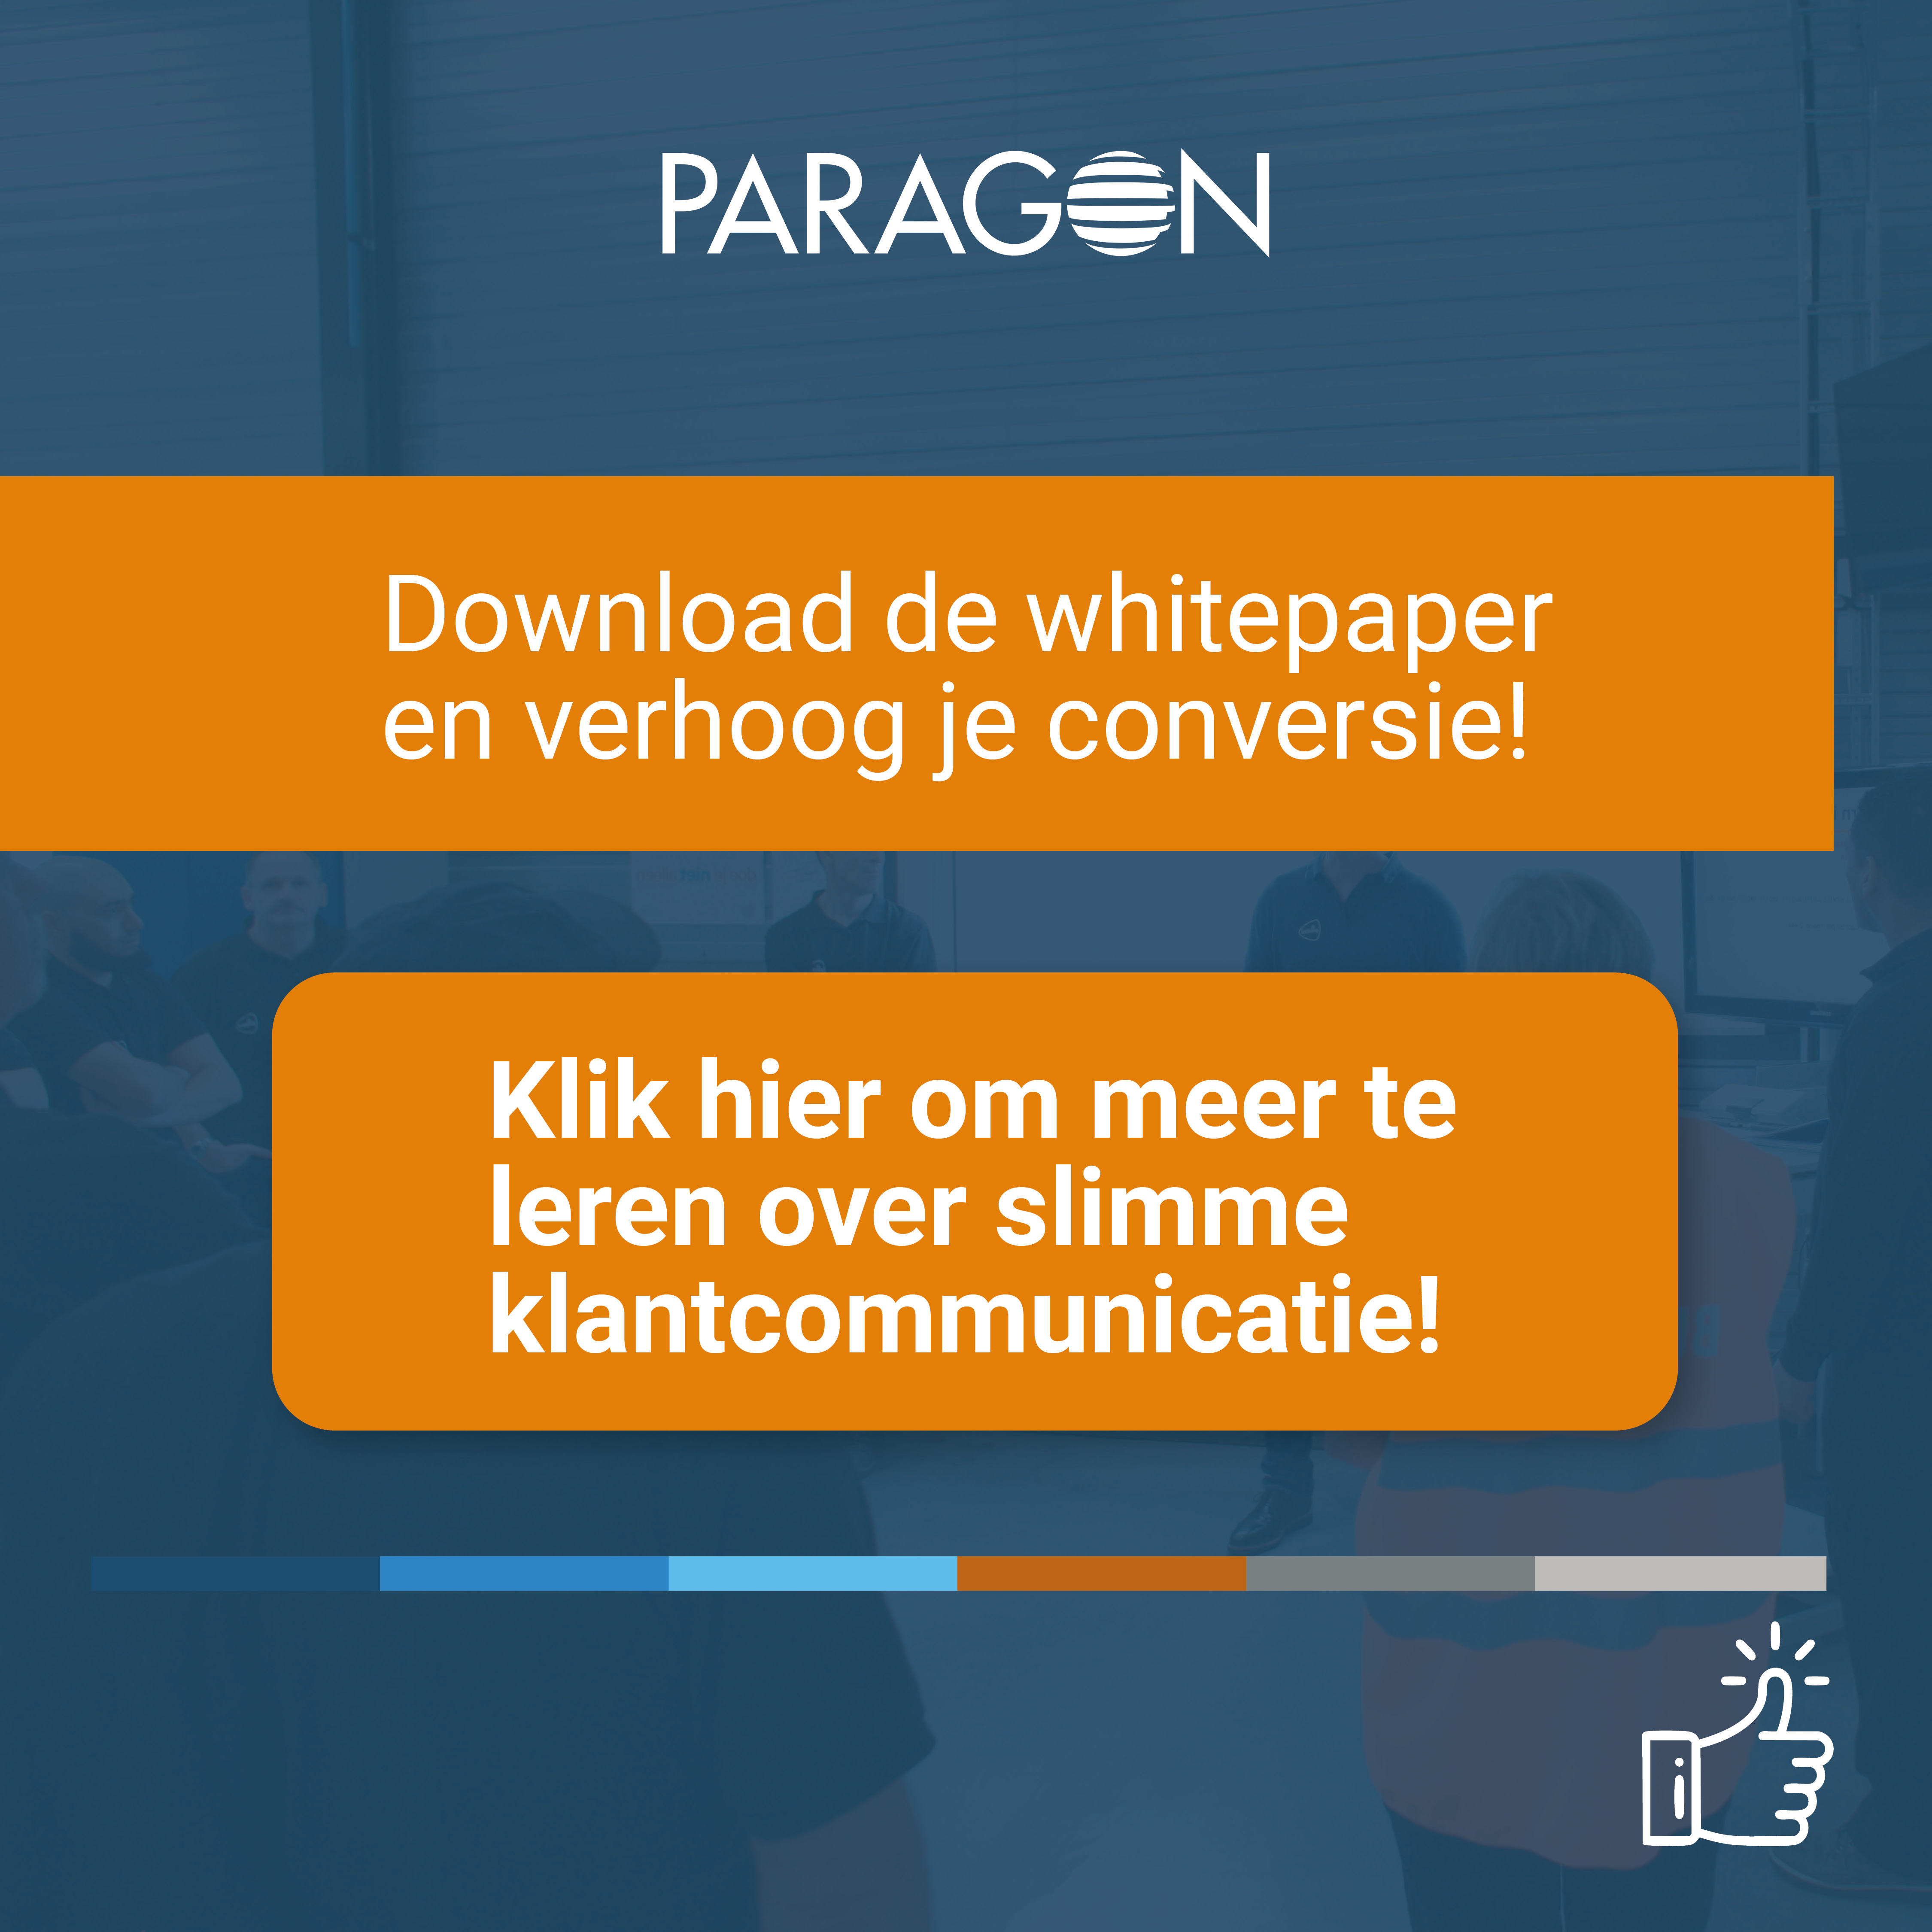 PARAGON
Download de whitepaper
en verhoog je conversie!
Klik hier om meer te
leren over slimme
klantcommunicatie!